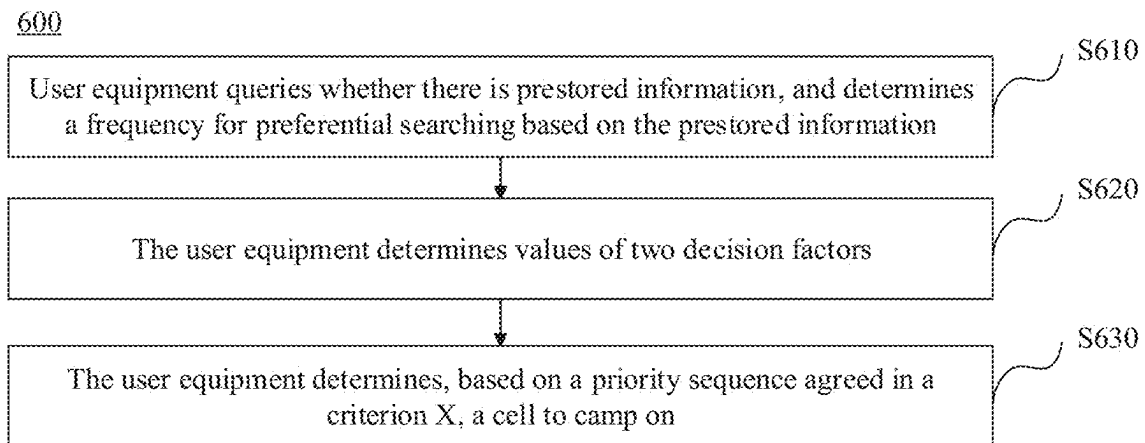 600
S610
User equipment queries whether there is prestored information, and determines
a frequency for preferential searching based on the prestored information
S620
The user equipment determines values of two decision factors
S630
The user equipment determines, based on a priority sequence agreed in a
criterion X, a cell to camp on